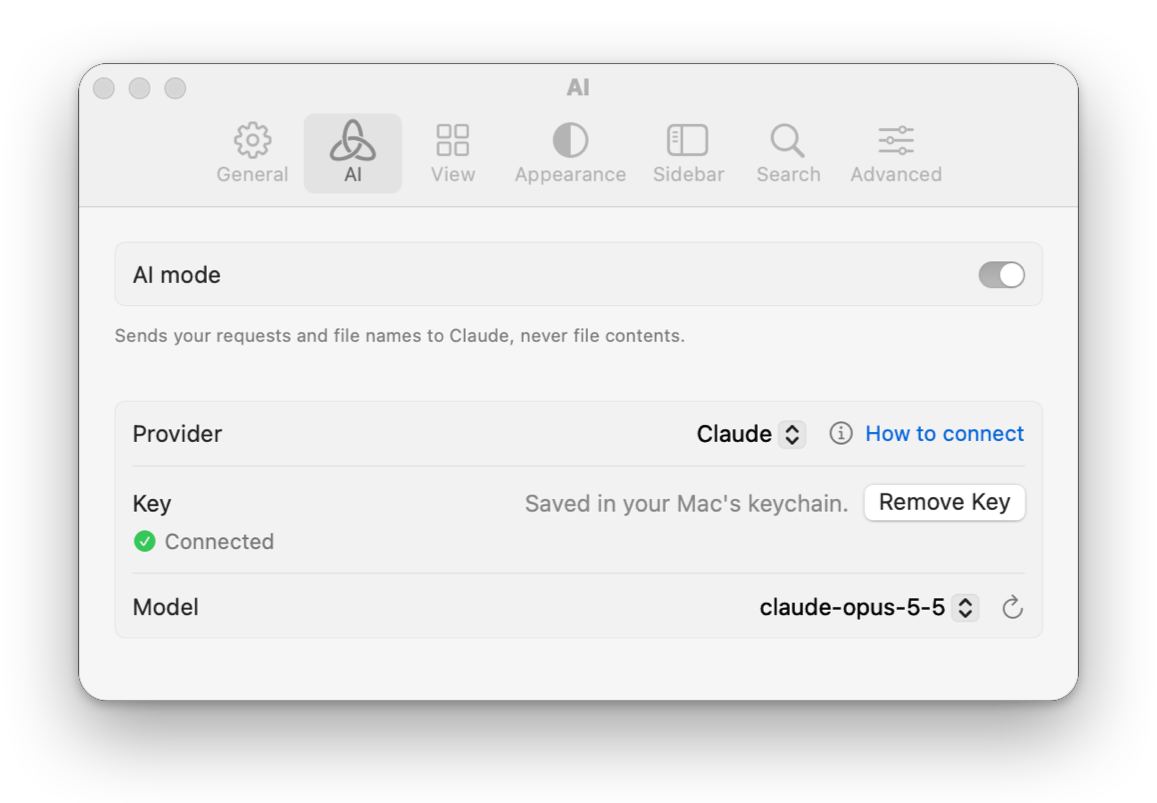 AI
General
AI
View
Appearance
Sidebar
Search
Advanced
AI mode
Sends your requests and file names to Claude, never file contents.
Provider
Claude
How to connect
Key
Saved in your Mac's keychain.
Remove Key
Connected
Model
claude-opus-5-5